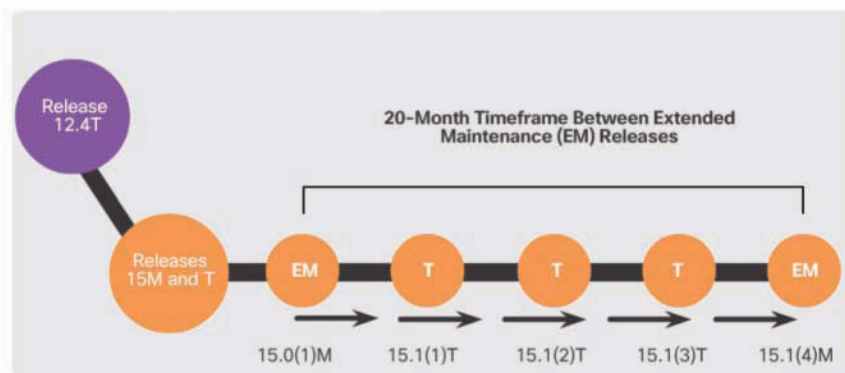 Release
12.4T
20-Month Timeframe Between Extended
Maintenance (EM) Releases
Releases
15M and T
EM
T
T
T
EM
15.0(1)M
15.1(1)T
15.1(2)T
15.1(3)T
15.1(4)M